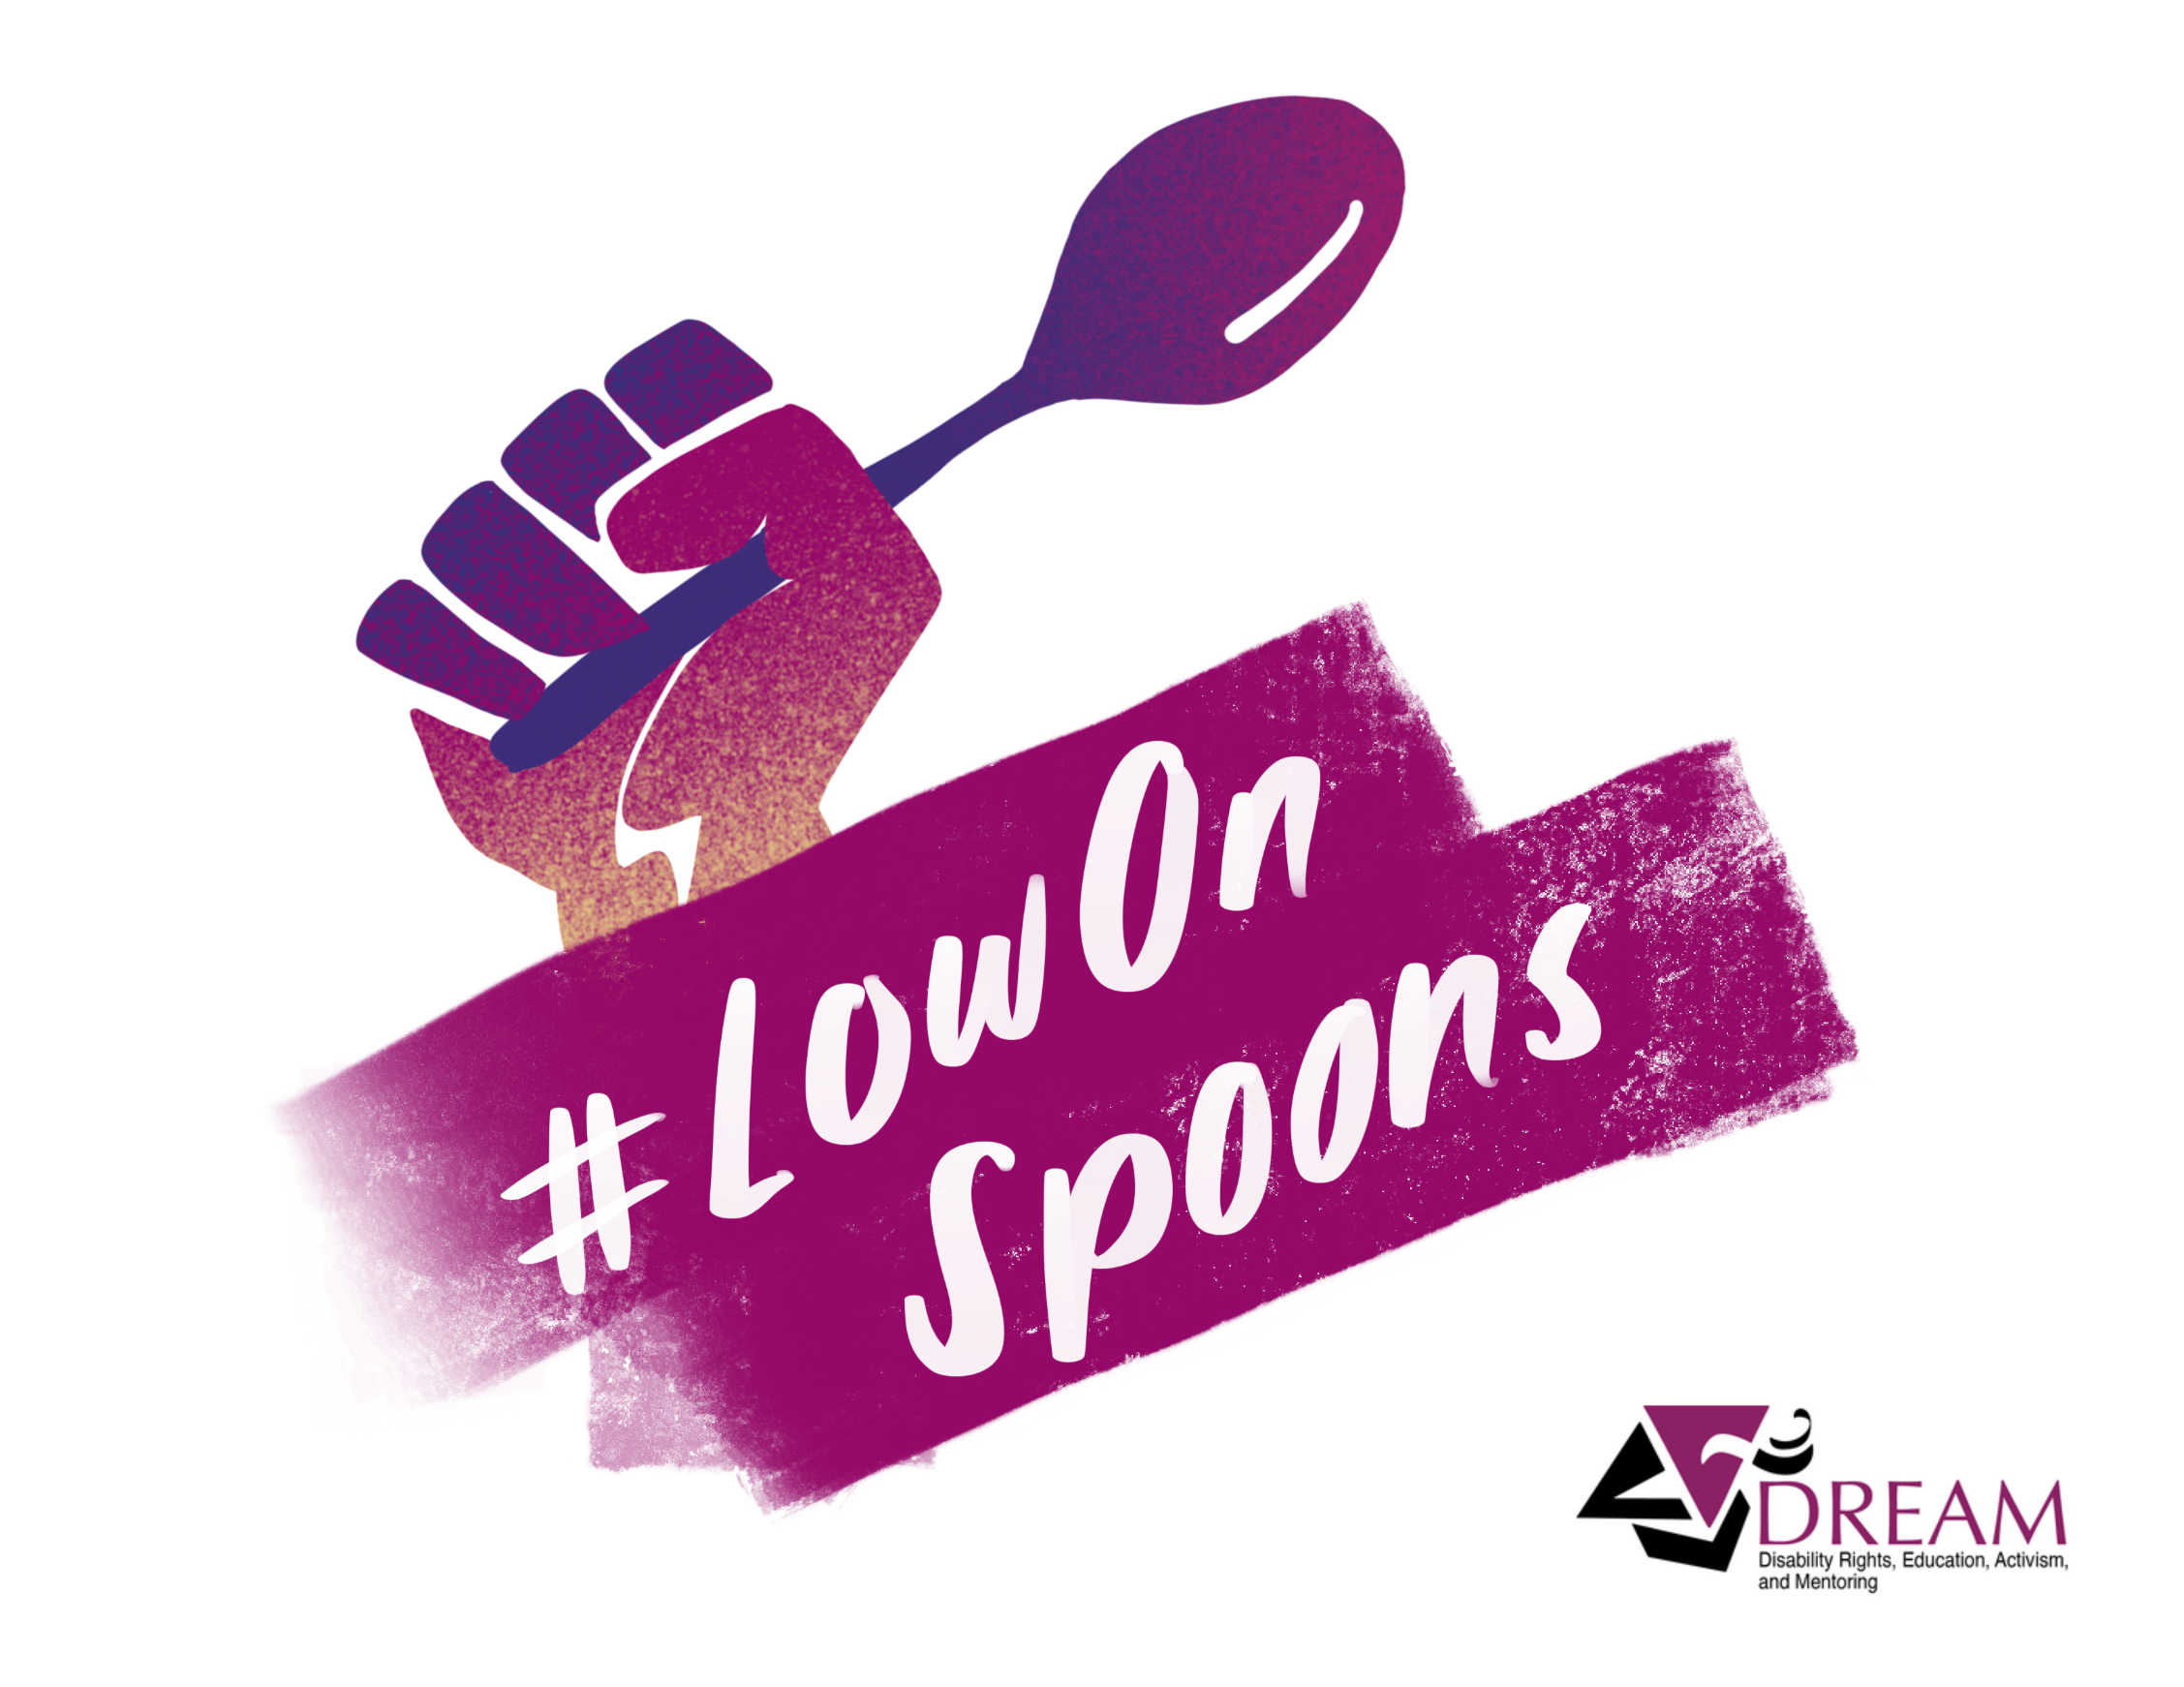 #LowOn
Spoons
DREAM
Disability Rights, Education, Activism,
and Mentoring